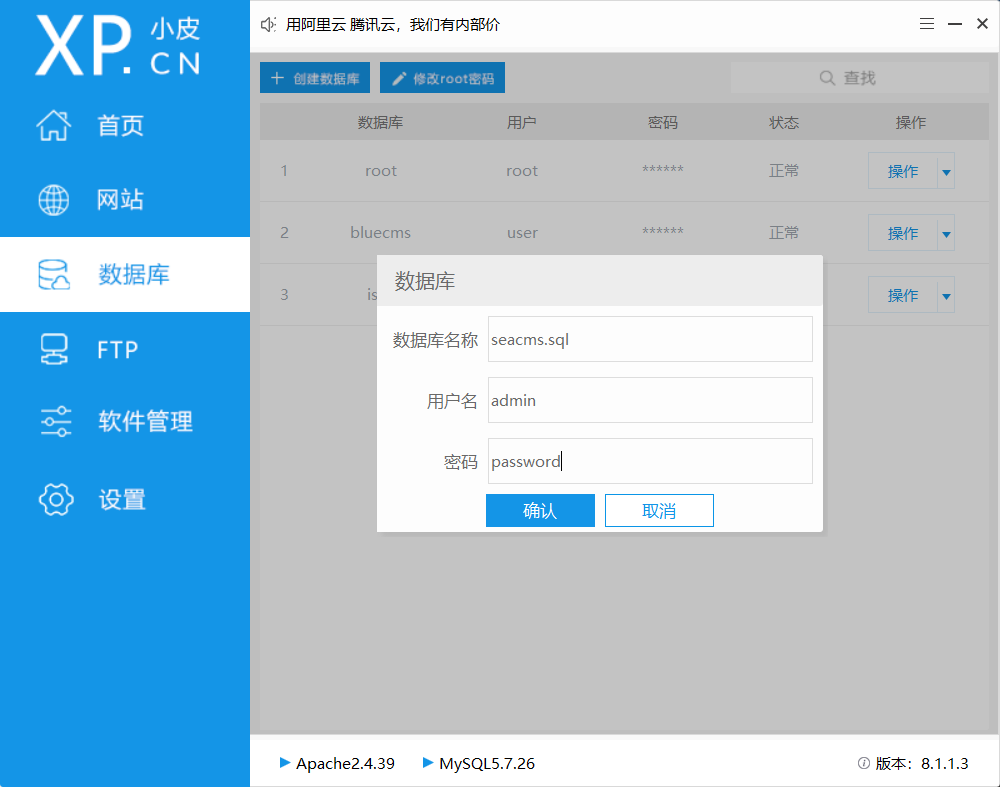 XP.CN 小皮
用阿里云 腾讯云，我们有内部价
首页
网站
数据库
FTP
软件管理
设置
创建数据库 修改root密码 查找
数据库 用户 密码 状态 操作
1 root root ****** 正常 操作
2 bluecms user ****** 正常 操作
3 is 操作
数据库
数据库名称 seacms.sql
用户名 admin
密码 password
确认 取消
Apache2.4.39 MySQL5.7.26 版本：8.1.1.3